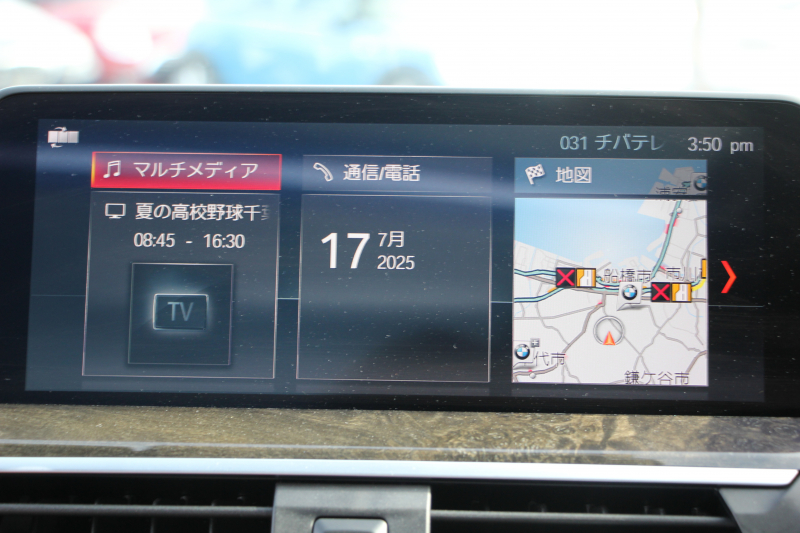 031 チバテレ 3:50 pm
マルチメディア
夏の高校野球千
08:45 - 16:30
TV
通信/電話
17 7月
2025
地図
船橋市
代市
鎌ケ谷市